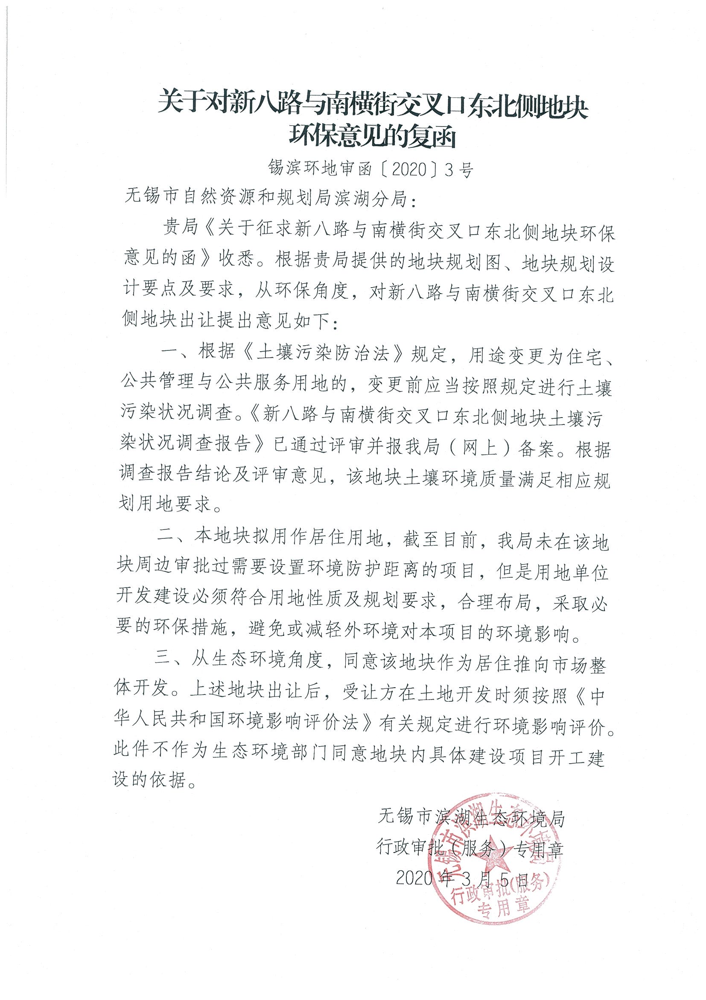 关于对新八路与南横街交叉口东北侧地块
环保意见的复函
锡滨环地审函〔2020〕3号
无锡市自然资源和规划局滨湖分局：
贵局《关于征求新八路与南横街交叉口东北侧地块环保
意见的函》收悉。根据贵局提供的地块规划图、地块规划设
计要点及要求，从环保角度，对新八路与南横街交叉口东北
侧地块出让提出意见如下：
一、根据《土壤污染防治法》规定，用途变更为住宅、
公共管理与公共服务用地的，变更前应当按照规定进行土壤
污染状况调查。《新八路与南横街交叉口东北侧地块土壤污
染状况调查报告》已通过评审并报我局（网上）备案。根据
调查报告结论及评审意见，该地块土壤环境质量满足相应规
划用地要求。
二、本地块拟用作居住用地，截至目前，我局未在该地
块周边审批过需要设置环境防护距离的项目，但是用地单位
开发建设必须符合用地性质及规划要求，合理布局，采取必
要的环保措施，避免或减轻外环境对本项目的环境影响。
三、从生态环境角度，同意该地块作为居住推向市场整
体开发。上述地块出让后，受让方在土地开发时须按照《中
华人民共和国环境影响评价法》有关规定进行环境影响评价。
此件不作为生态环境部门同意地块内具体建设项目开工建
设的依据。
无锡市滨湖生态环境局
行政审批（服务）专用章
2020年3月5日
无锡市滨湖生态环境局
行政审批(服务)
专用章